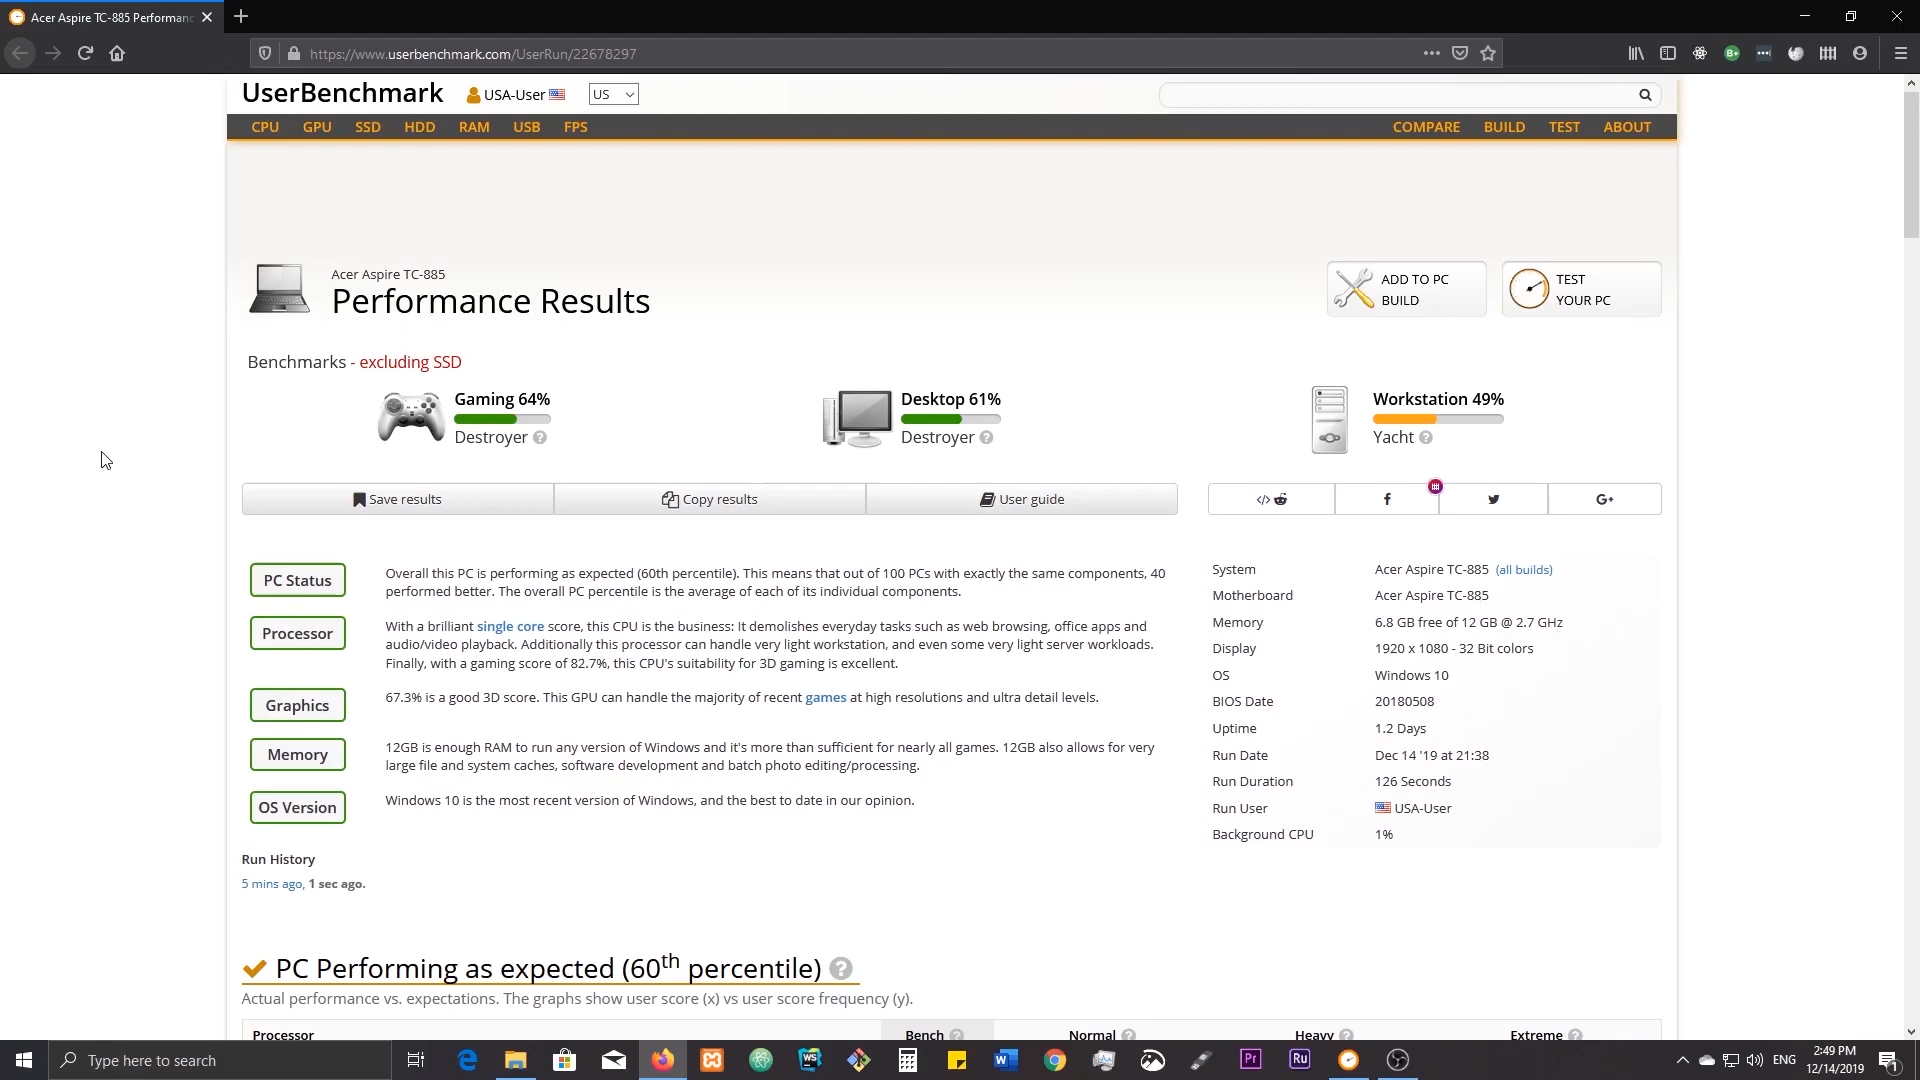 Acer Aspire TC-885 Performanc
https://www.userbenchmark.com/UserRun/22678297
UserBenchmark USA-User US
CPU GPU SSD HDD RAM USB FPS COMPARE BUILD TEST ABOUT
Acer Aspire TC-885
Performance Results
ADD TO PC
BUILD
TEST
YOUR PC
Benchmarks - excluding SSD
Gaming 64%
Destroyer ?
Desktop 61%
Destroyer ?
Workstation 49%
Yacht ?
Save results Copy results User guide </> f G+
PC Status
Overall this PC is performing as expected (60th percentile). This means that out of 100 PCs with exactly the same components, 40
performed better. The overall PC percentile is the average of each of its individual components.
Processor
With a brilliant single core score, this CPU is the business: It demolishes everyday tasks such as web browsing, office apps and
audio/video playback. Additionally this processor can handle very light workstation, and even some very light server workloads.
Finally, with a gaming score of 82.7%, this CPU's suitability for 3D gaming is excellent.
Graphics
67.3% is a good 3D score. This GPU can handle the majority of recent games at high resolutions and ultra detail levels.
Memory
12GB is enough RAM to run any version of Windows and it's more than sufficient for nearly all games. 12GB also allows for very
large file and system caches, software development and batch photo editing/processing.
OS Version
Windows 10 is the most recent version of Windows, and the best to date in our opinion.
System Acer Aspire TC-885 (all builds)
Motherboard Acer Aspire TC-885
Memory 6.8 GB free of 12 GB @ 2.7 GHz
Display 1920 x 1080 - 32 Bit colors
OS Windows 10
BIOS Date 20180508
Uptime 1.2 Days
Run Date Dec 14 '19 at 21:38
Run Duration 126 Seconds
Run User USA-User
Background CPU 1%
Run History
5 mins ago, 1 sec ago.
PC Performing as expected (60th percentile) ?
Actual performance vs. expectations. The graphs show user score (x) vs user score frequency (y).
Processor Bench ? Normal ? Heavy ? Extreme ?
Type here to search
WS
Pr
Ru
ENG
2:49 PM
12/14/2019
1